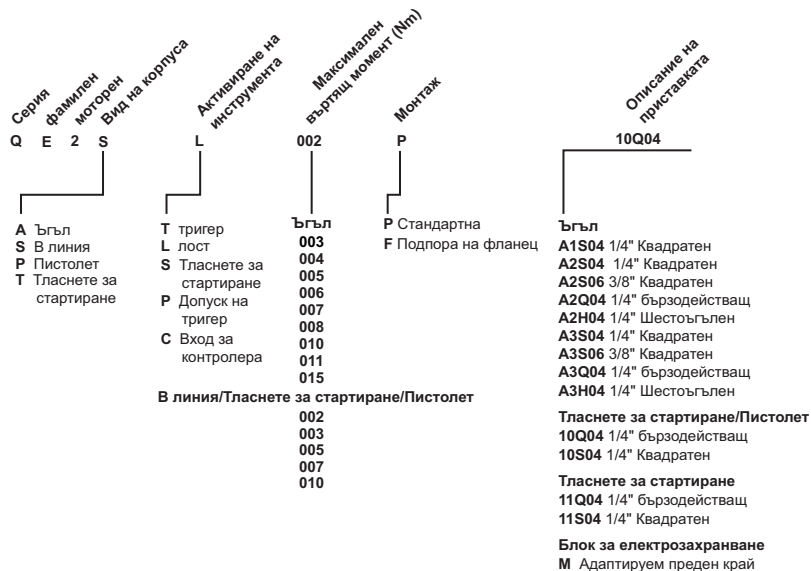 Серия
фамилен
моторен
Вид на корпуса
Активиране на
инструмента
Максимален
въртящ момент (Nm)
Монтаж
Описание на
приставката
Q E 2 S L 002 P 10Q04
A Ъгъл
S В линия
P Пистолет
T Тласнете за
стартиране
T тригер
L лост
S Тласнете за
стартиране
P Допуск на
тригер
C Вход за
контролера
Ъгъл
003
004
005
006
007
008
010
011
015
В линия/Тласнете за стартиране/Пистолет
002
003
005
007
010
P Стандартна
F Подпора на фланец
Ъгъл
A1S04 1/4" Квадратен
A2S04 1/4" Квадратен
A2S06 3/8" Квадратен
A2Q04 1/4" бързодействащ
A2H04 1/4" Шестоъгълен
A3S04 1/4" Квадратен
A3S06 3/8" Квадратен
A3Q04 1/4" бързодействащ
A3H04 1/4" Шестоъгълен
Тласнете за стартиране/Пистолет
10Q04 1/4" бързодействащ
10S04 1/4" Квадратен
Тласнете за стартиране
11Q04 1/4" бързодействащ
11S04 1/4" Квадратен
Блок за електрозахранване
M Адаптируем преден край